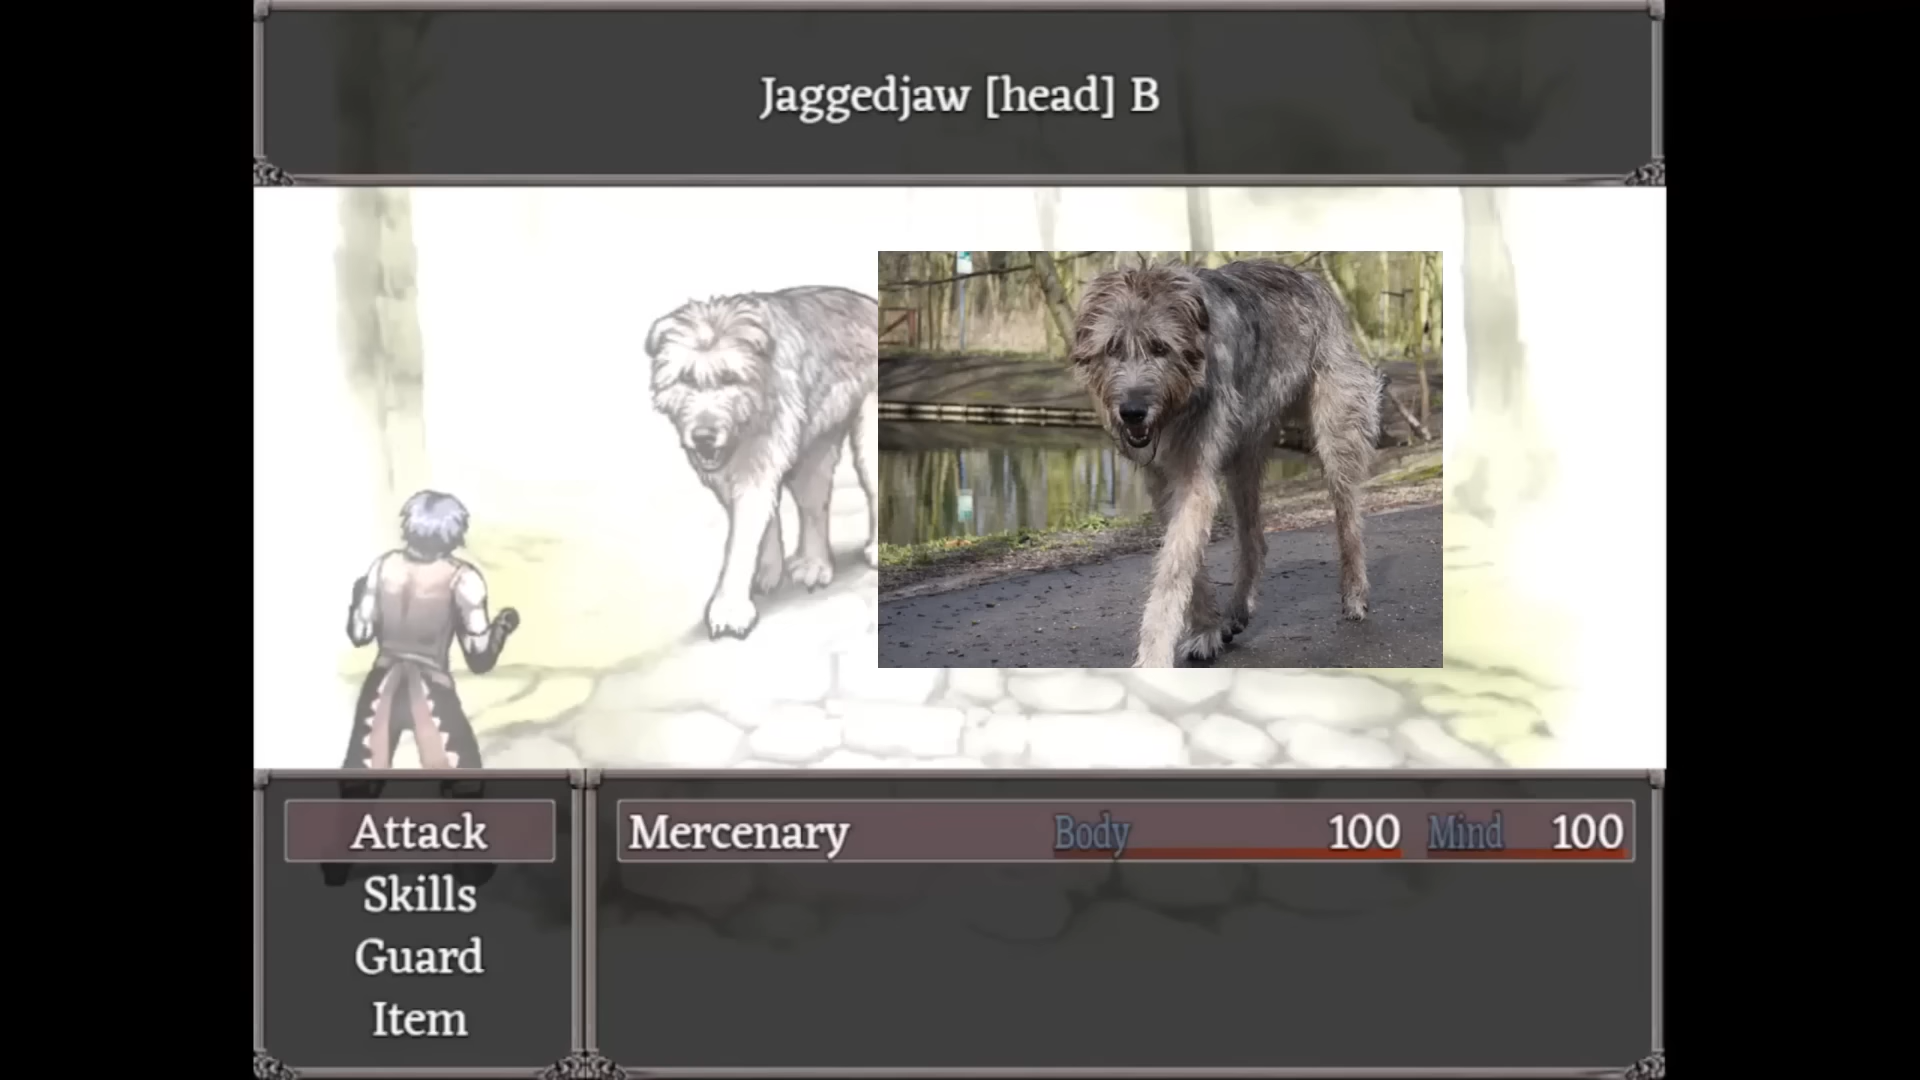 Jaggedjaw [head] B
Attack
Mercenary Body 100 Mind 100
Skills
Guard
Item